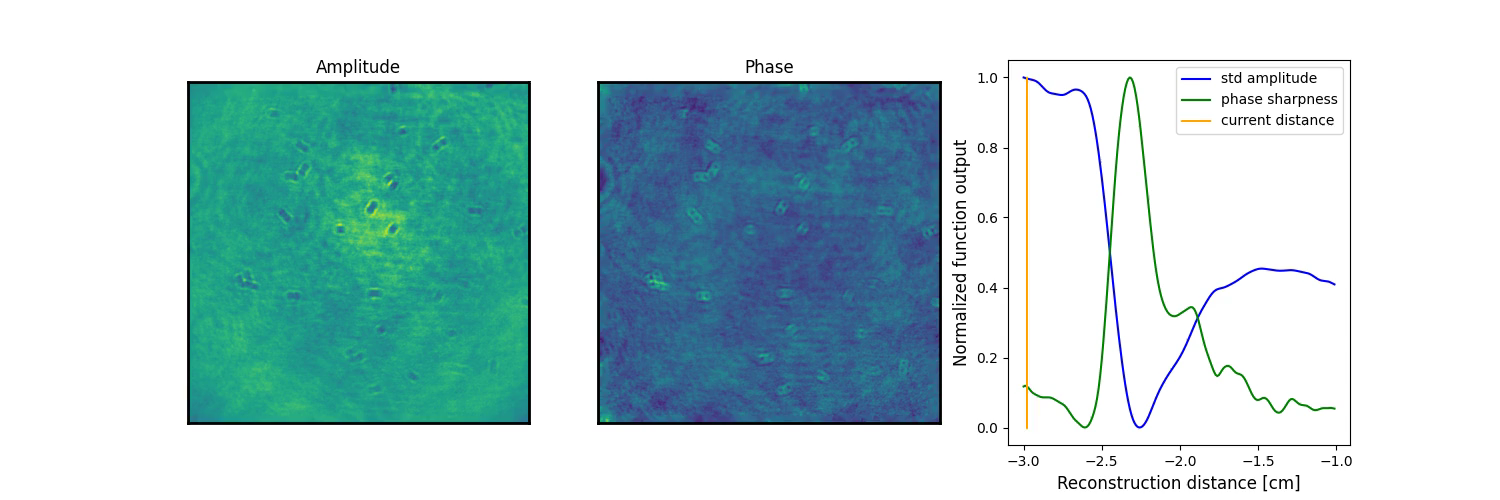 Amplitude
Phase
std amplitude
phase sharpness
current distance
Normalized function output
1.0
0.8
0.6
0.4
0.2
0.0
−3.0 −2.5 −2.0 −1.5 −1.0
Reconstruction distance [cm]